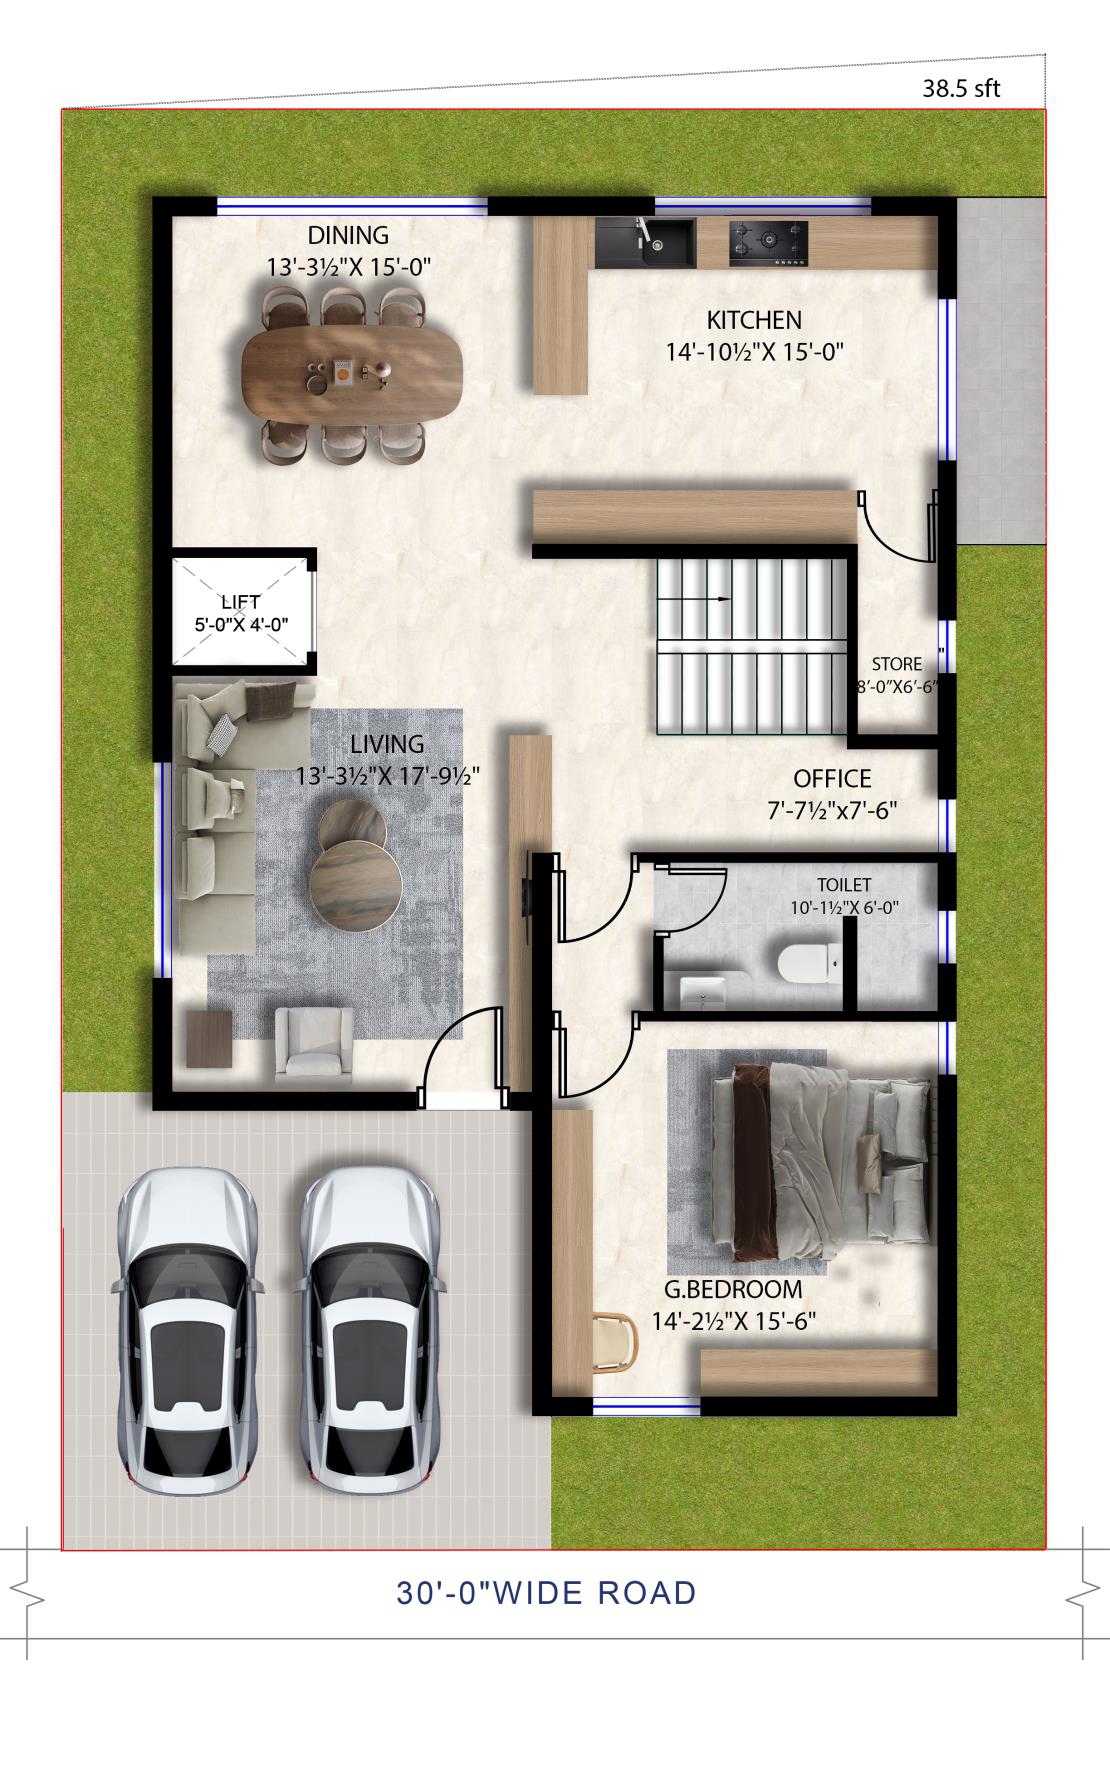 38.5 sft
DINING
13'-3½"X 15'-0"
KITCHEN
14'-10½"X 15'-0"
LIFT
5'-0"X 4'-0"
"
STORE
8'-0"X6'-6"
LIVING
13'-3½"X 17'-9½"
OFFICE
7'-7½"x7'-6"
TOILET
10'-1½"X 6'-0"
G.BEDROOM
14'-2½"X 15'-6"
30'-0"WIDE ROAD